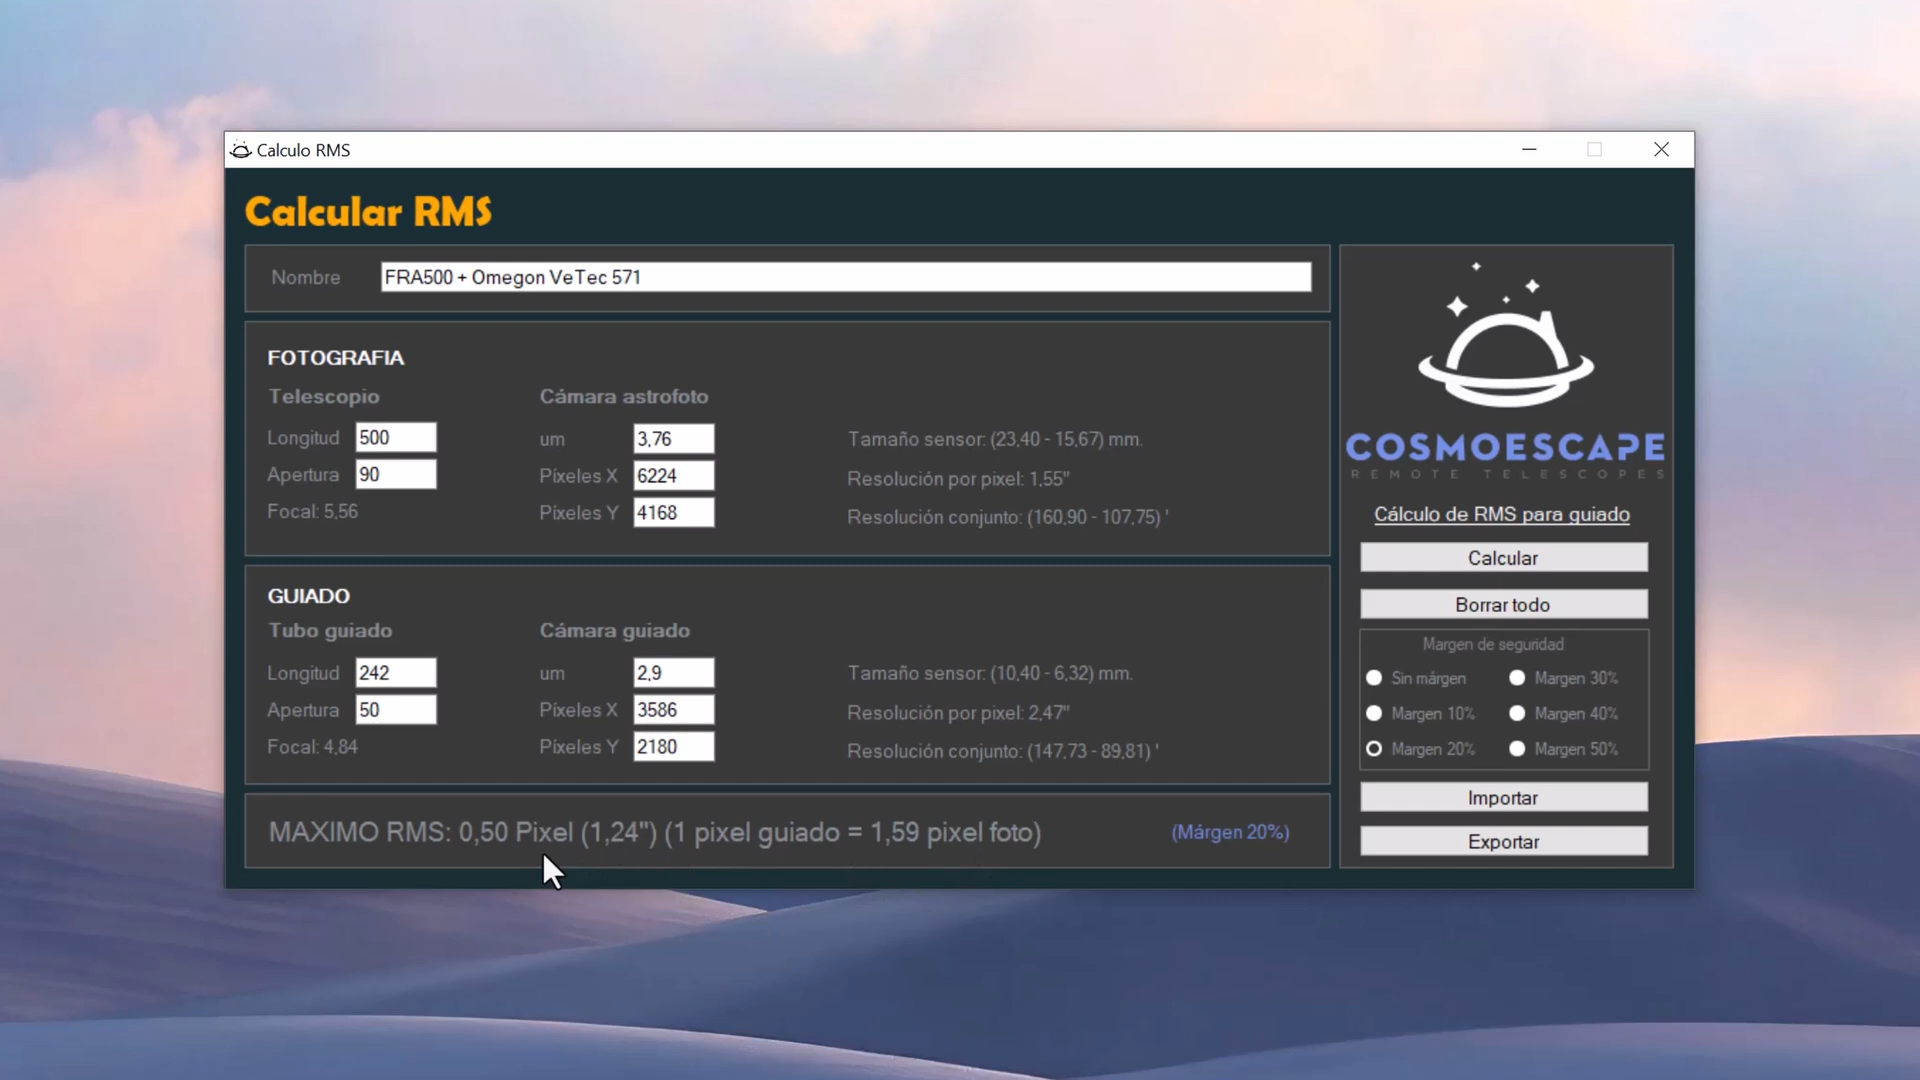 Calculo RMS
Calcular RMS
Nombre FRA500 + Omegon VeTec 571
FOTOGRAFIA
Telescopio Cámara astrofoto
Longitud 500 um 3,76 Tamaño sensor: (23,40 - 15,67) mm.
Apertura 90 Píxeles X 6224 Resolución por pixel: 1,55"
Focal: 5,56 Píxeles Y 4168 Resolución conjunto: (160,90 - 107,75) '
GUIADO
Tubo guiado Cámara guiado
Longitud 242 um 2,9 Tamaño sensor: (10,40 - 6,32) mm.
Apertura 50 Píxeles X 3586 Resolución por pixel: 2,47"
Focal: 4,84 Píxeles Y 2180 Resolución conjunto: (147,73 - 89,81) '
MAXIMO RMS: 0,50 Pixel (1,24") (1 pixel guiado = 1,59 pixel foto) (Márgen 20%)
COSMOESCAPE
REMOTE TELESCOPES
Cálculo de RMS para guiado
Calcular
Borrar todo
Margen de seguridad
Sin márgen Margen 30%
Margen 10% Margen 40%
Margen 20% Margen 50%
Importar
Exportar